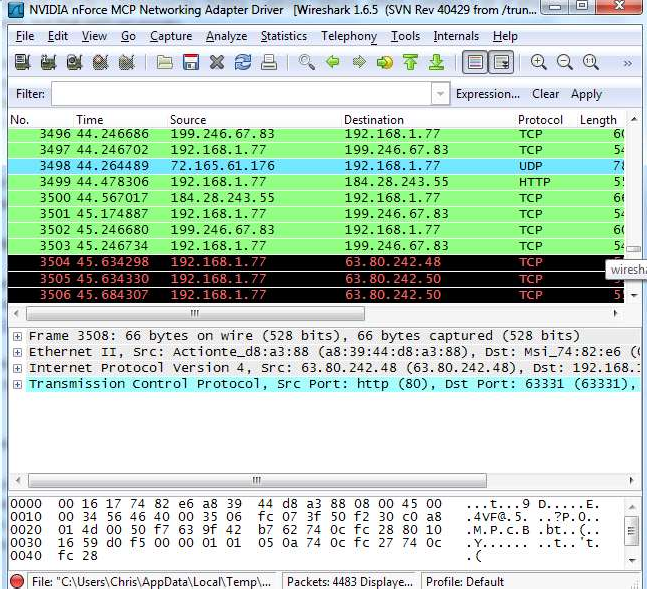 NVIDIA nForce MCP Networking Adapter Driver [Wireshark 1.6.5 (SVN Rev 40429 from /trun...
File Edit View Go Capture Analyze Statistics Telephony Tools Internals Help
Filter: Expression... Clear Apply
No. Time Source Destination Protocol Length
3496 44.246686 199.246.67.83 192.168.1.77 TCP 60
3497 44.246702 192.168.1.77 199.246.67.83 TCP 54
3498 44.264489 72.165.61.176 192.168.1.77 UDP 78
3499 44.478306 192.168.1.77 184.28.243.55 HTTP 55
3500 44.567017 184.28.243.55 192.168.1.77 TCP 66
3501 45.174887 192.168.1.77 199.246.67.83 TCP 54
3502 45.246680 199.246.67.83 192.168.1.77 TCP 60
3503 45.246734 192.168.1.77 199.246.67.83 TCP 54
3504 45.634298 192.168.1.77 63.80.242.48 TCP
3505 45.634330 192.168.1.77 63.80.242.50 TCP
wiresha
3506 45.684307 192.168.1.77 63.80.242.50 TCP 55
Frame 3508: 66 bytes on wire (528 bits), 66 bytes captured (528 bits)
Ethernet II, Src: Actionte_d8:a3:88 (a8:39:44:d8:a3:88), Dst: Msi_74:82:e6 (
Internet Protocol Version 4, Src: 63.80.242.48 (63.80.242.48), Dst: 192.168.
Transmission Control Protocol, Src Port: http (80), Dst Port: 63331 (63331),
0000 00 16 17 74 82 e6 a8 39 44 d8 a3 88 08 00 45 00 ...t...9 D.....E.
0010 00 34 56 46 40 00 35 06 fc 07 3f 50 f2 30 c0 a8 .4VF@.5. ..?P.0..
0020 01 4d 00 50 f7 63 9f 42 b7 62 74 0c fc 28 80 10 .M.P.c.B .bt..(..
0030 16 59 d0 f5 00 00 01 01 05 0a 74 0c fc 27 74 0c .Y...... ..t..'t.
0040 fc 28 .(
File: "C:\Users\Chris\AppData\Local\Temp\... Packets: 4483 Displaye... Profile: Default